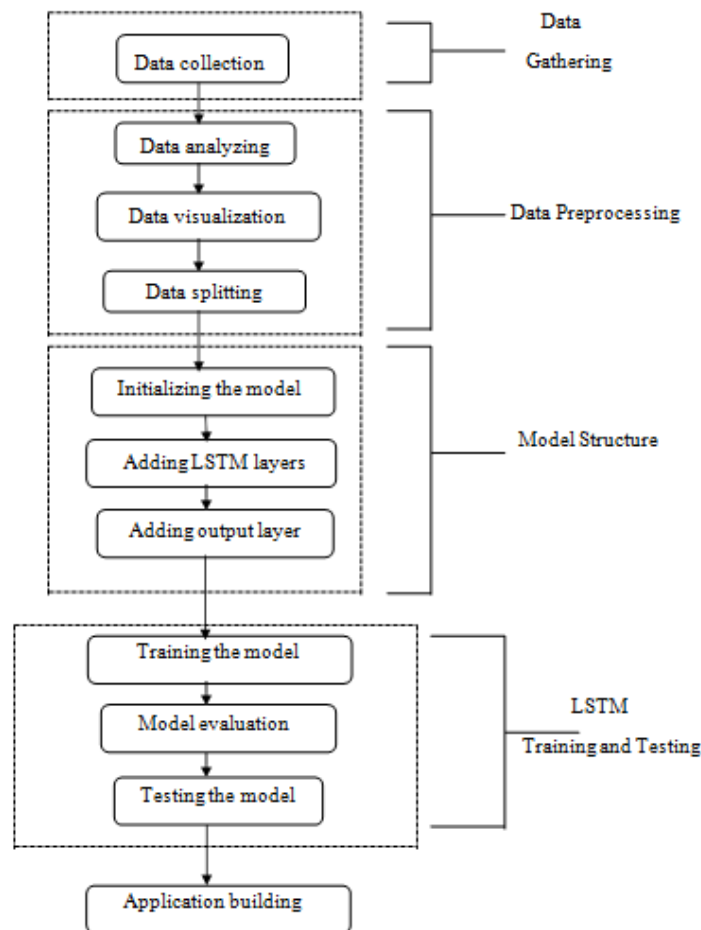 Data collection
Data
Gathering
Data analyzing
Data visualization
Data splitting
Data Preprocessing
Initializing the model
Adding LSTM layers
Adding output layer
Model Structure
Training the model
Model evaluation
Testing the model
LSTM
Training and Testing
Application building